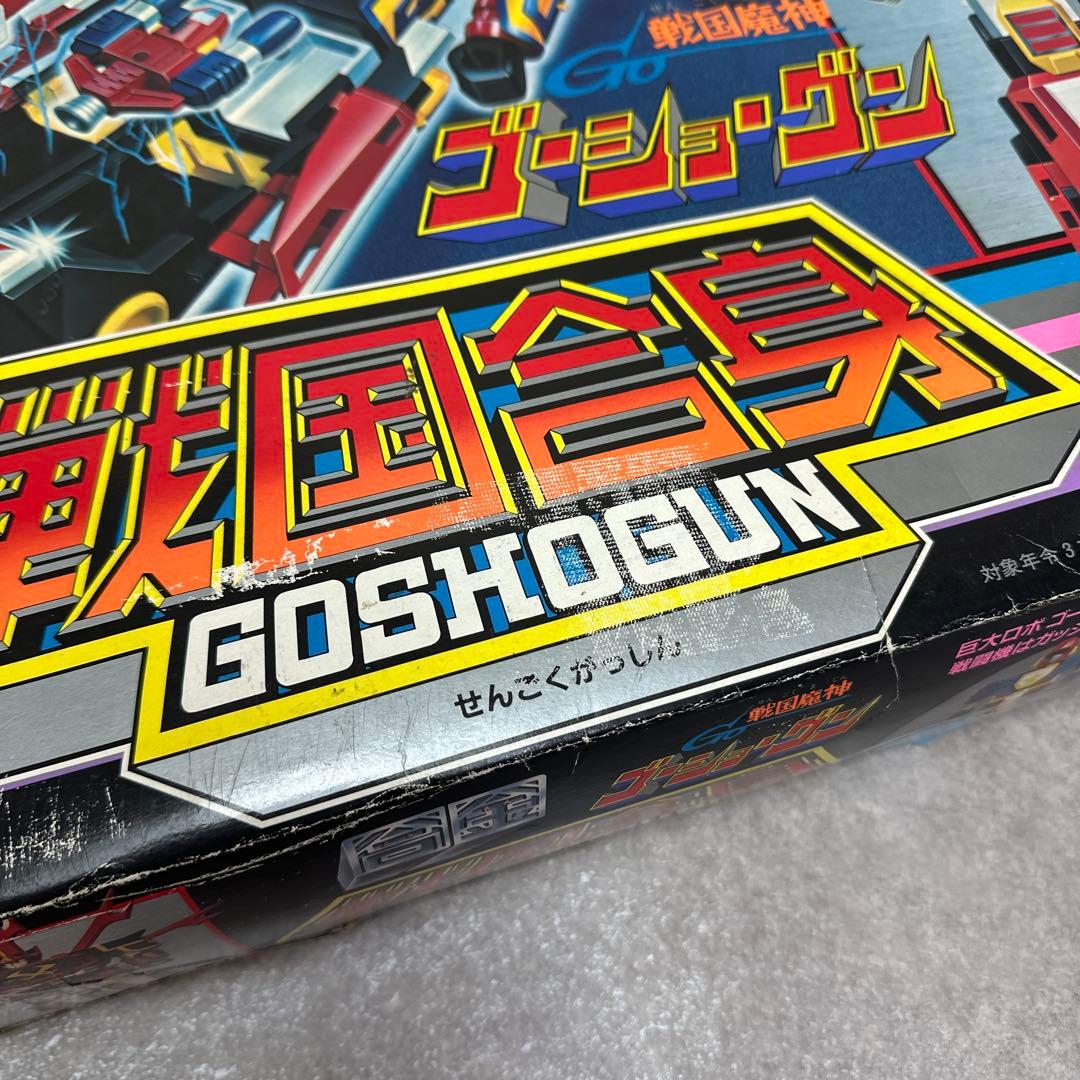 戦国魔神
Go
ゴーショーグン
戦国合身
GOSHOGUN
せんごくがっしん
対象年令3
巨大ロボ ゴー
戦闘機はガッ
戦国魔神
Go
ゴーショーグン